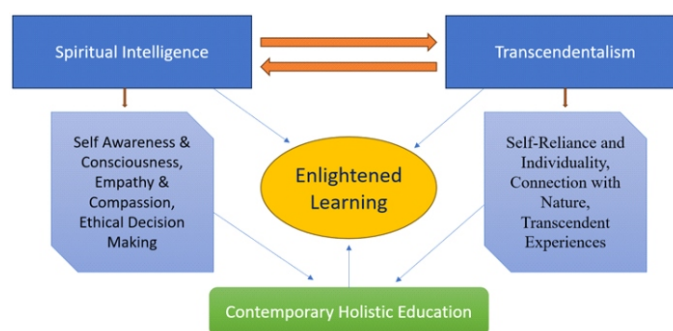 Spiritual Intelligence
Transcendentalism
Self Awareness &
Consciousness,
Empathy &
Compassion,
Ethical Decision
Making
Enlightened
Learning
Self-Reliance and
Individuality,
Connection with
Nature,
Transcendent
Experiences
Contemporary Holistic Education